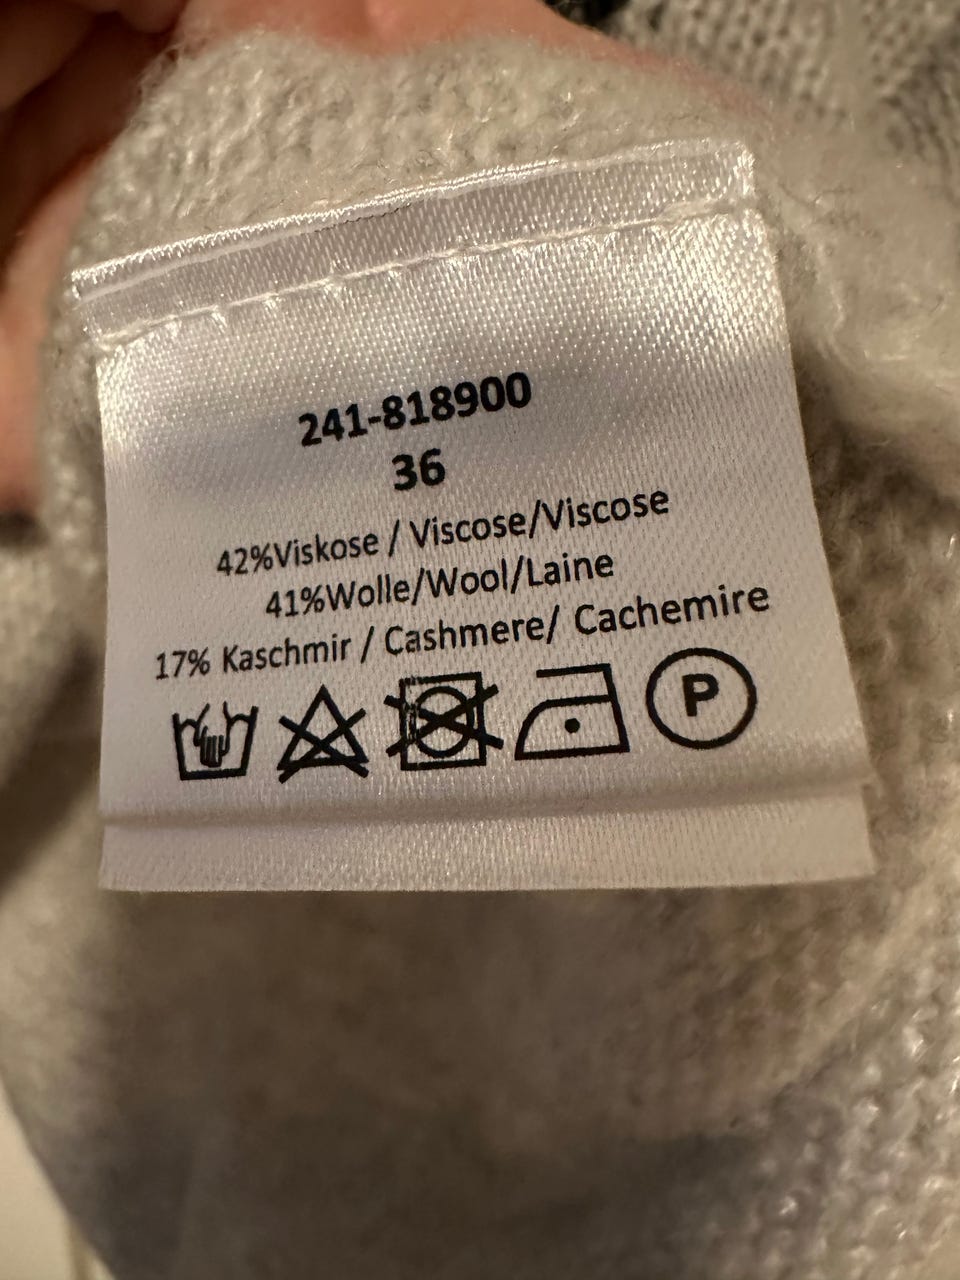 241-818900
36
42%Viskose / Viscose/Viscose
41%Wolle/Wool/Laine
17% Kaschmir / Cashmere/ Cachemire
P